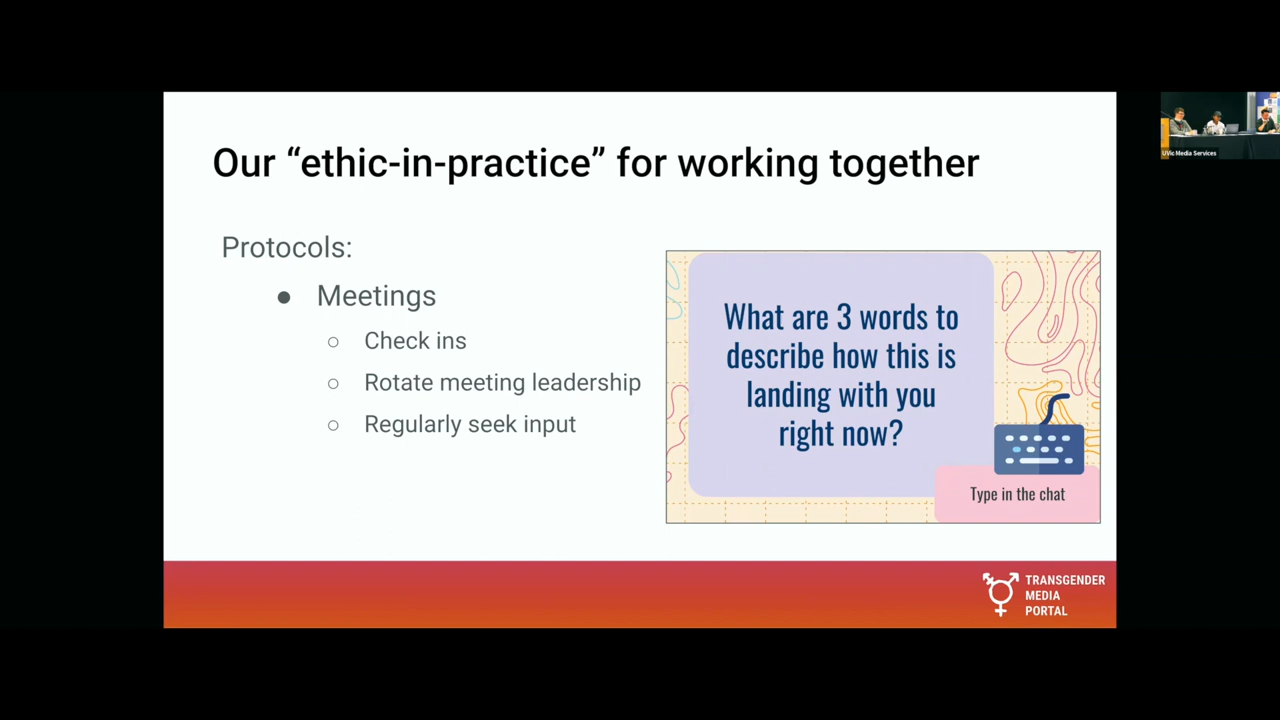 Our “ethic-in-practice” for working together
Protocols:
● Meetings
○ Check ins
○ Rotate meeting leadership
○ Regularly seek input
What are 3 words to
describe how this is
landing with you
right now?
Type in the chat
TRANSGENDER
MEDIA
PORTAL
UVic Media Services